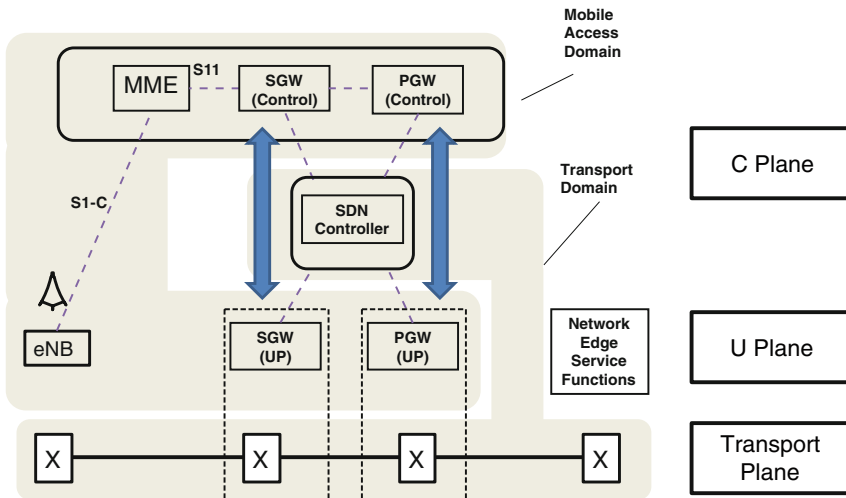 Mobile
Access
Domain
S11
MME
SGW
(Control)
PGW
(Control)
C Plane
Transport
Domain
S1-C
SDN
Controller
eNB
SGW
(UP)
PGW
(UP)
Network
Edge
Service
Functions
U Plane
X
X
X
X
Transport
Plane